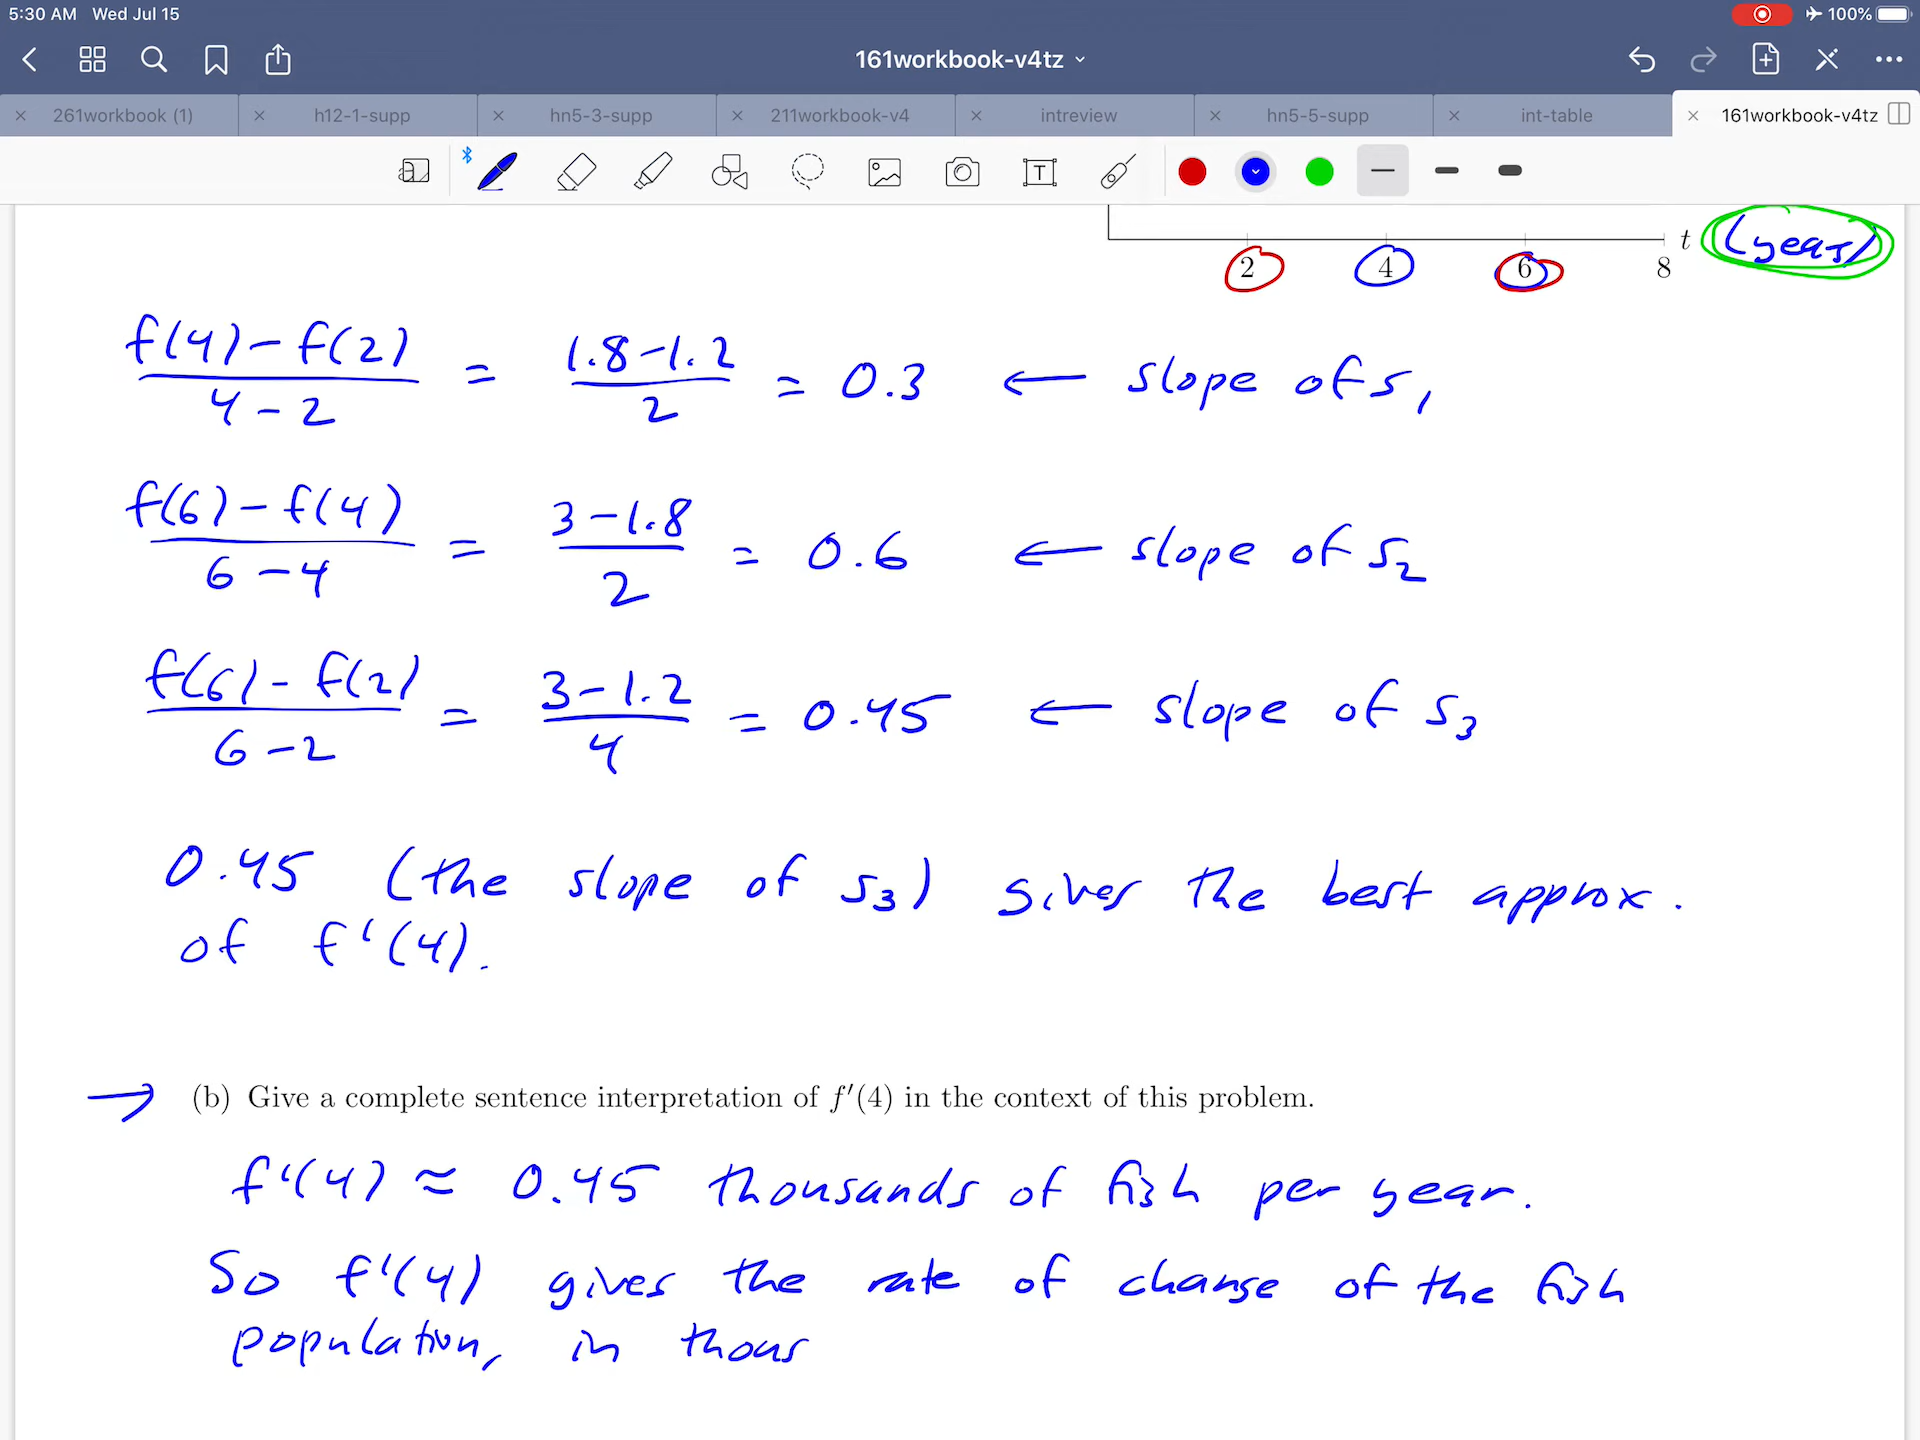 5:30 AM Wed Jul 15
100%
161workbook-v4tz
261workbook (1) h12-1-supp hn5-3-supp 211workbook-v4 intreview hn5-5-supp int-table 161workbook-v4tz
2 4 6 8 t (years)
f(4)-f(2) / 4-2 = 1.8-1.2 / 2 = 0.3 ← slope of s₁
f(6)-f(4) / 6-4 = 3-1.8 / 2 = 0.6 ← slope of s₂
f(6)-f(2) / 6-2 = 3-1.2 / 4 = 0.45 ← slope of s₃
0.45 (the slope of s₃) gives the best approx.
of f'(4).
→ (b) Give a complete sentence interpretation of f′(4) in the context of this problem.
f'(4) ≈ 0.45 thousands of fish per year.
So f'(4) gives the rate of change of the fish
population, in thous